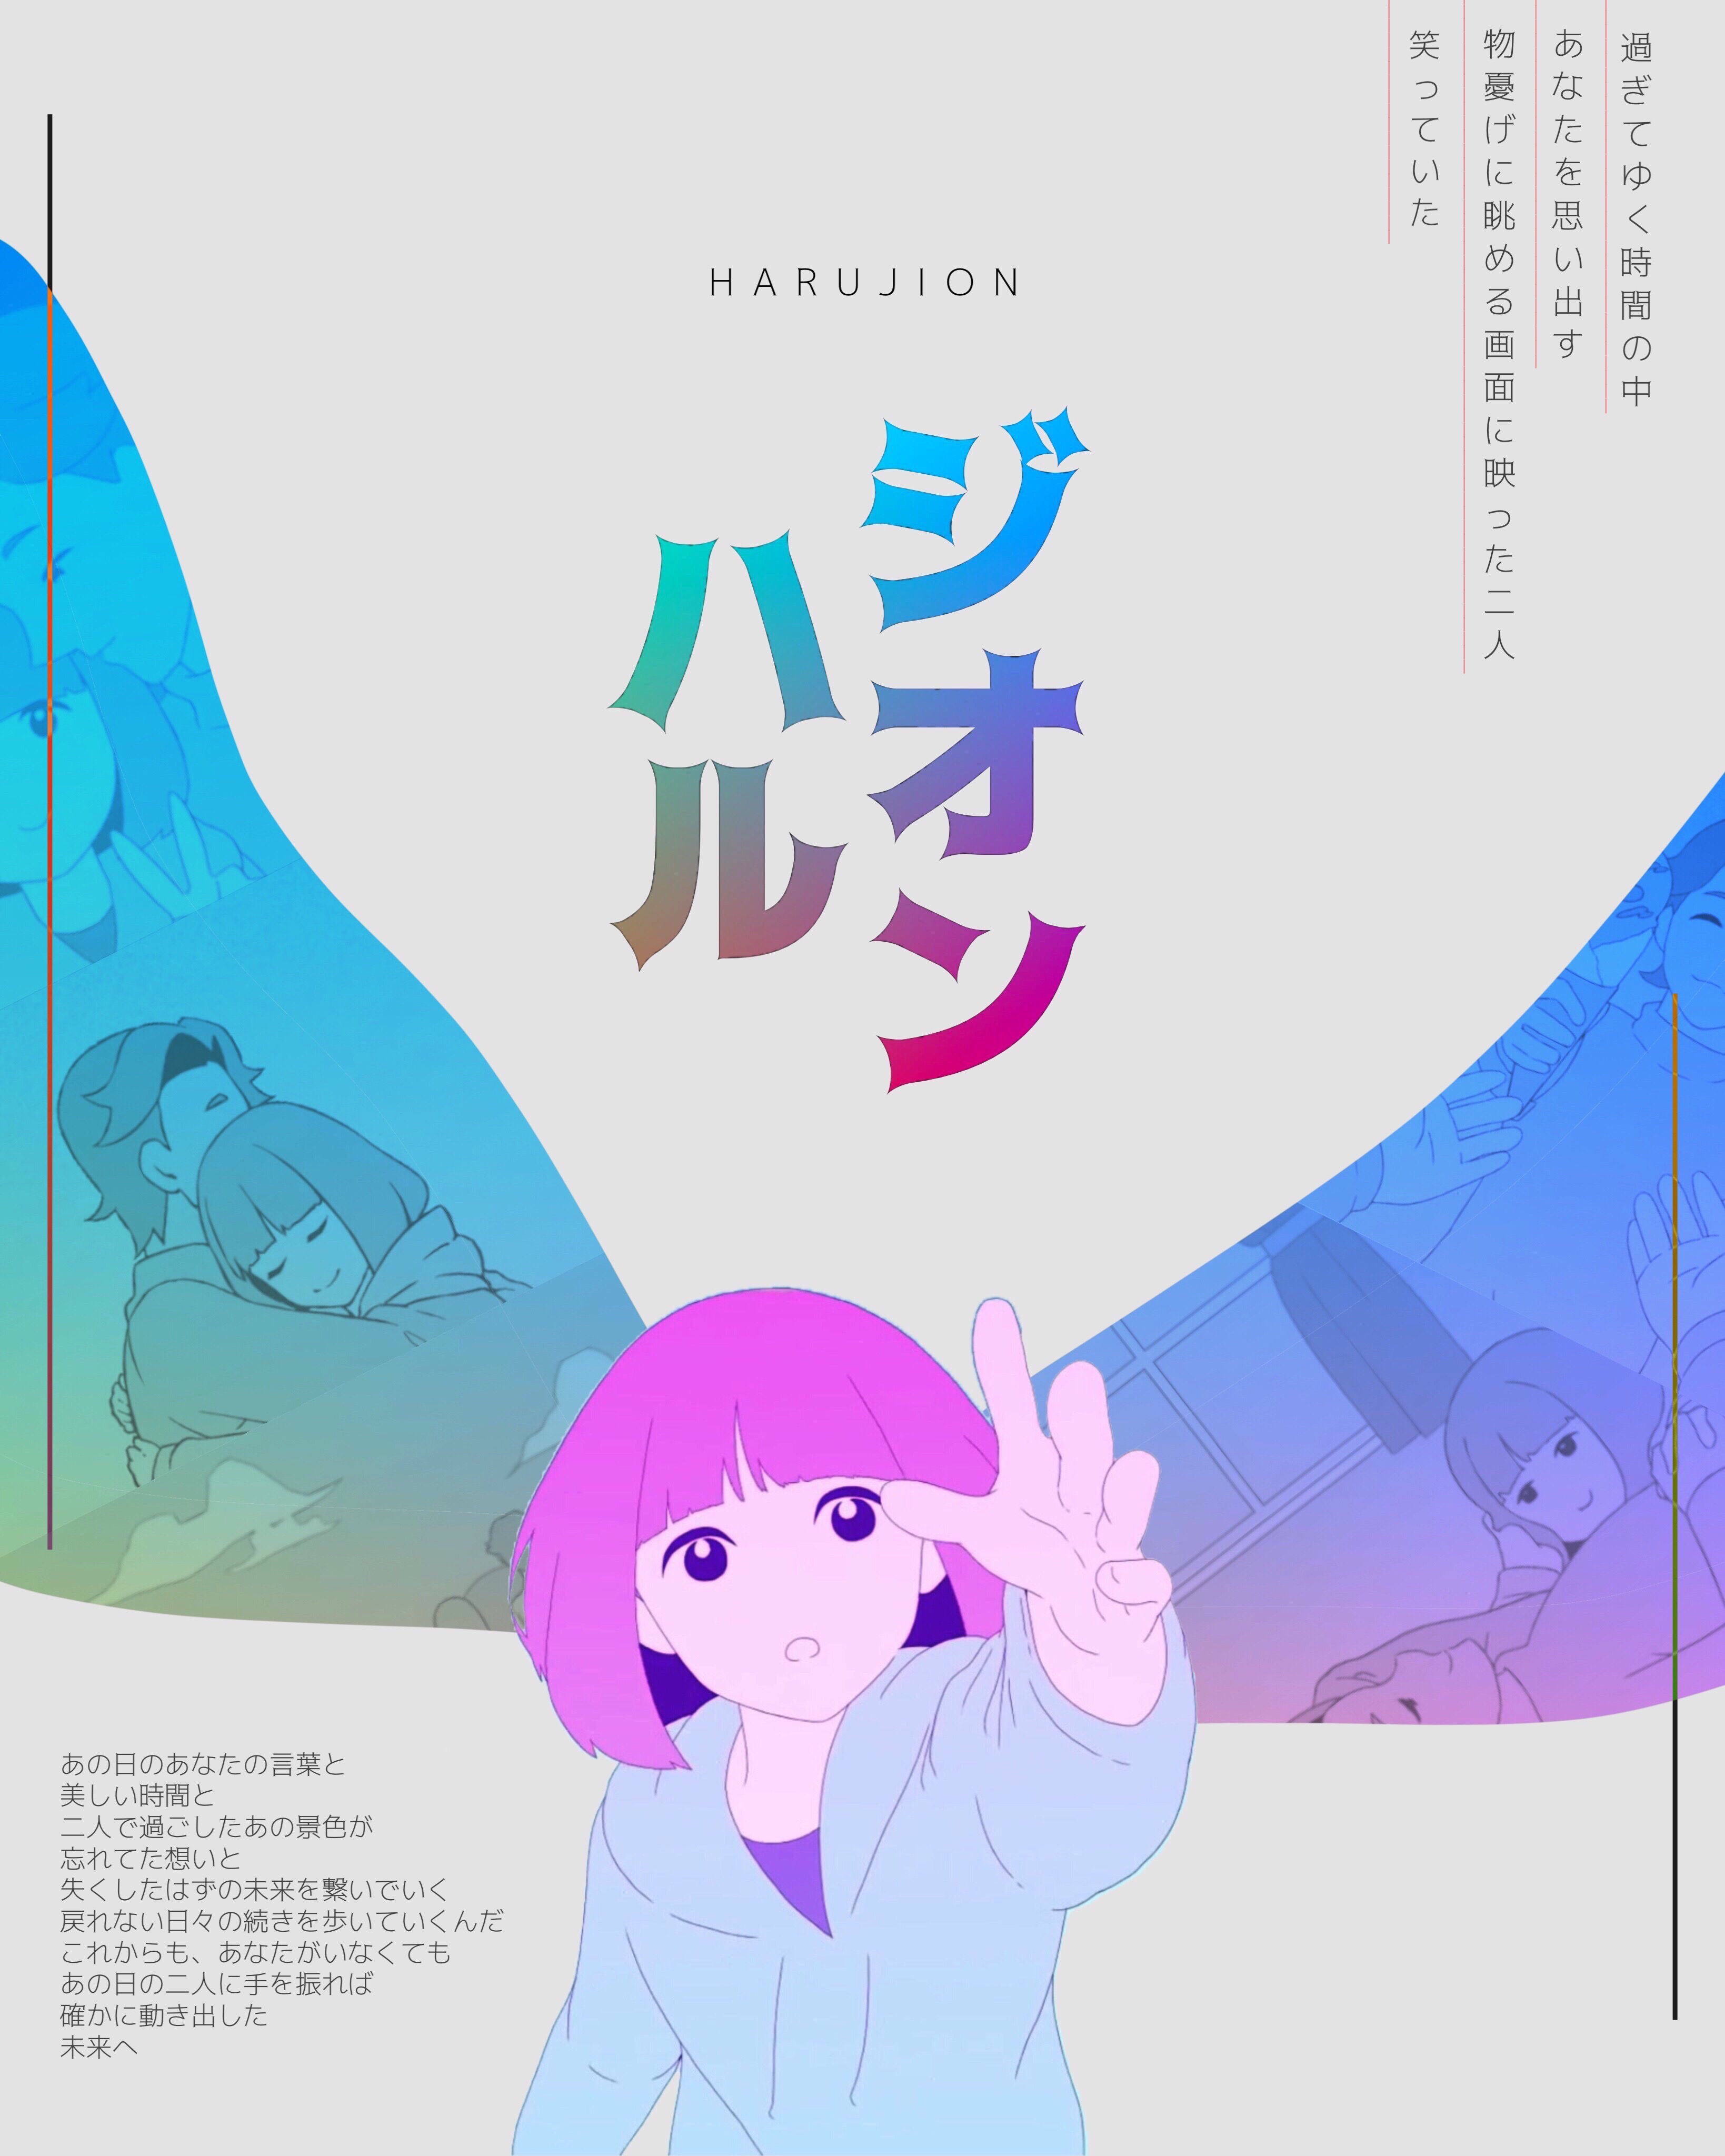 過ぎてゆく時間の中
あなたを思い出す
物憂げに眺める画面に映った二人
笑っていた
HARUJION
ハル
ジオン
あの日のあなたの言葉と
美しい時間と
二人で過ごしたあの景色が
忘れてた想いと
失くしたはずの未来を繋いでいく
戻れない日々の続きを歩いていくんだ
これからも、あなたがいなくても
あの日の二人に手を振れば
確かに動き出した
未来へ